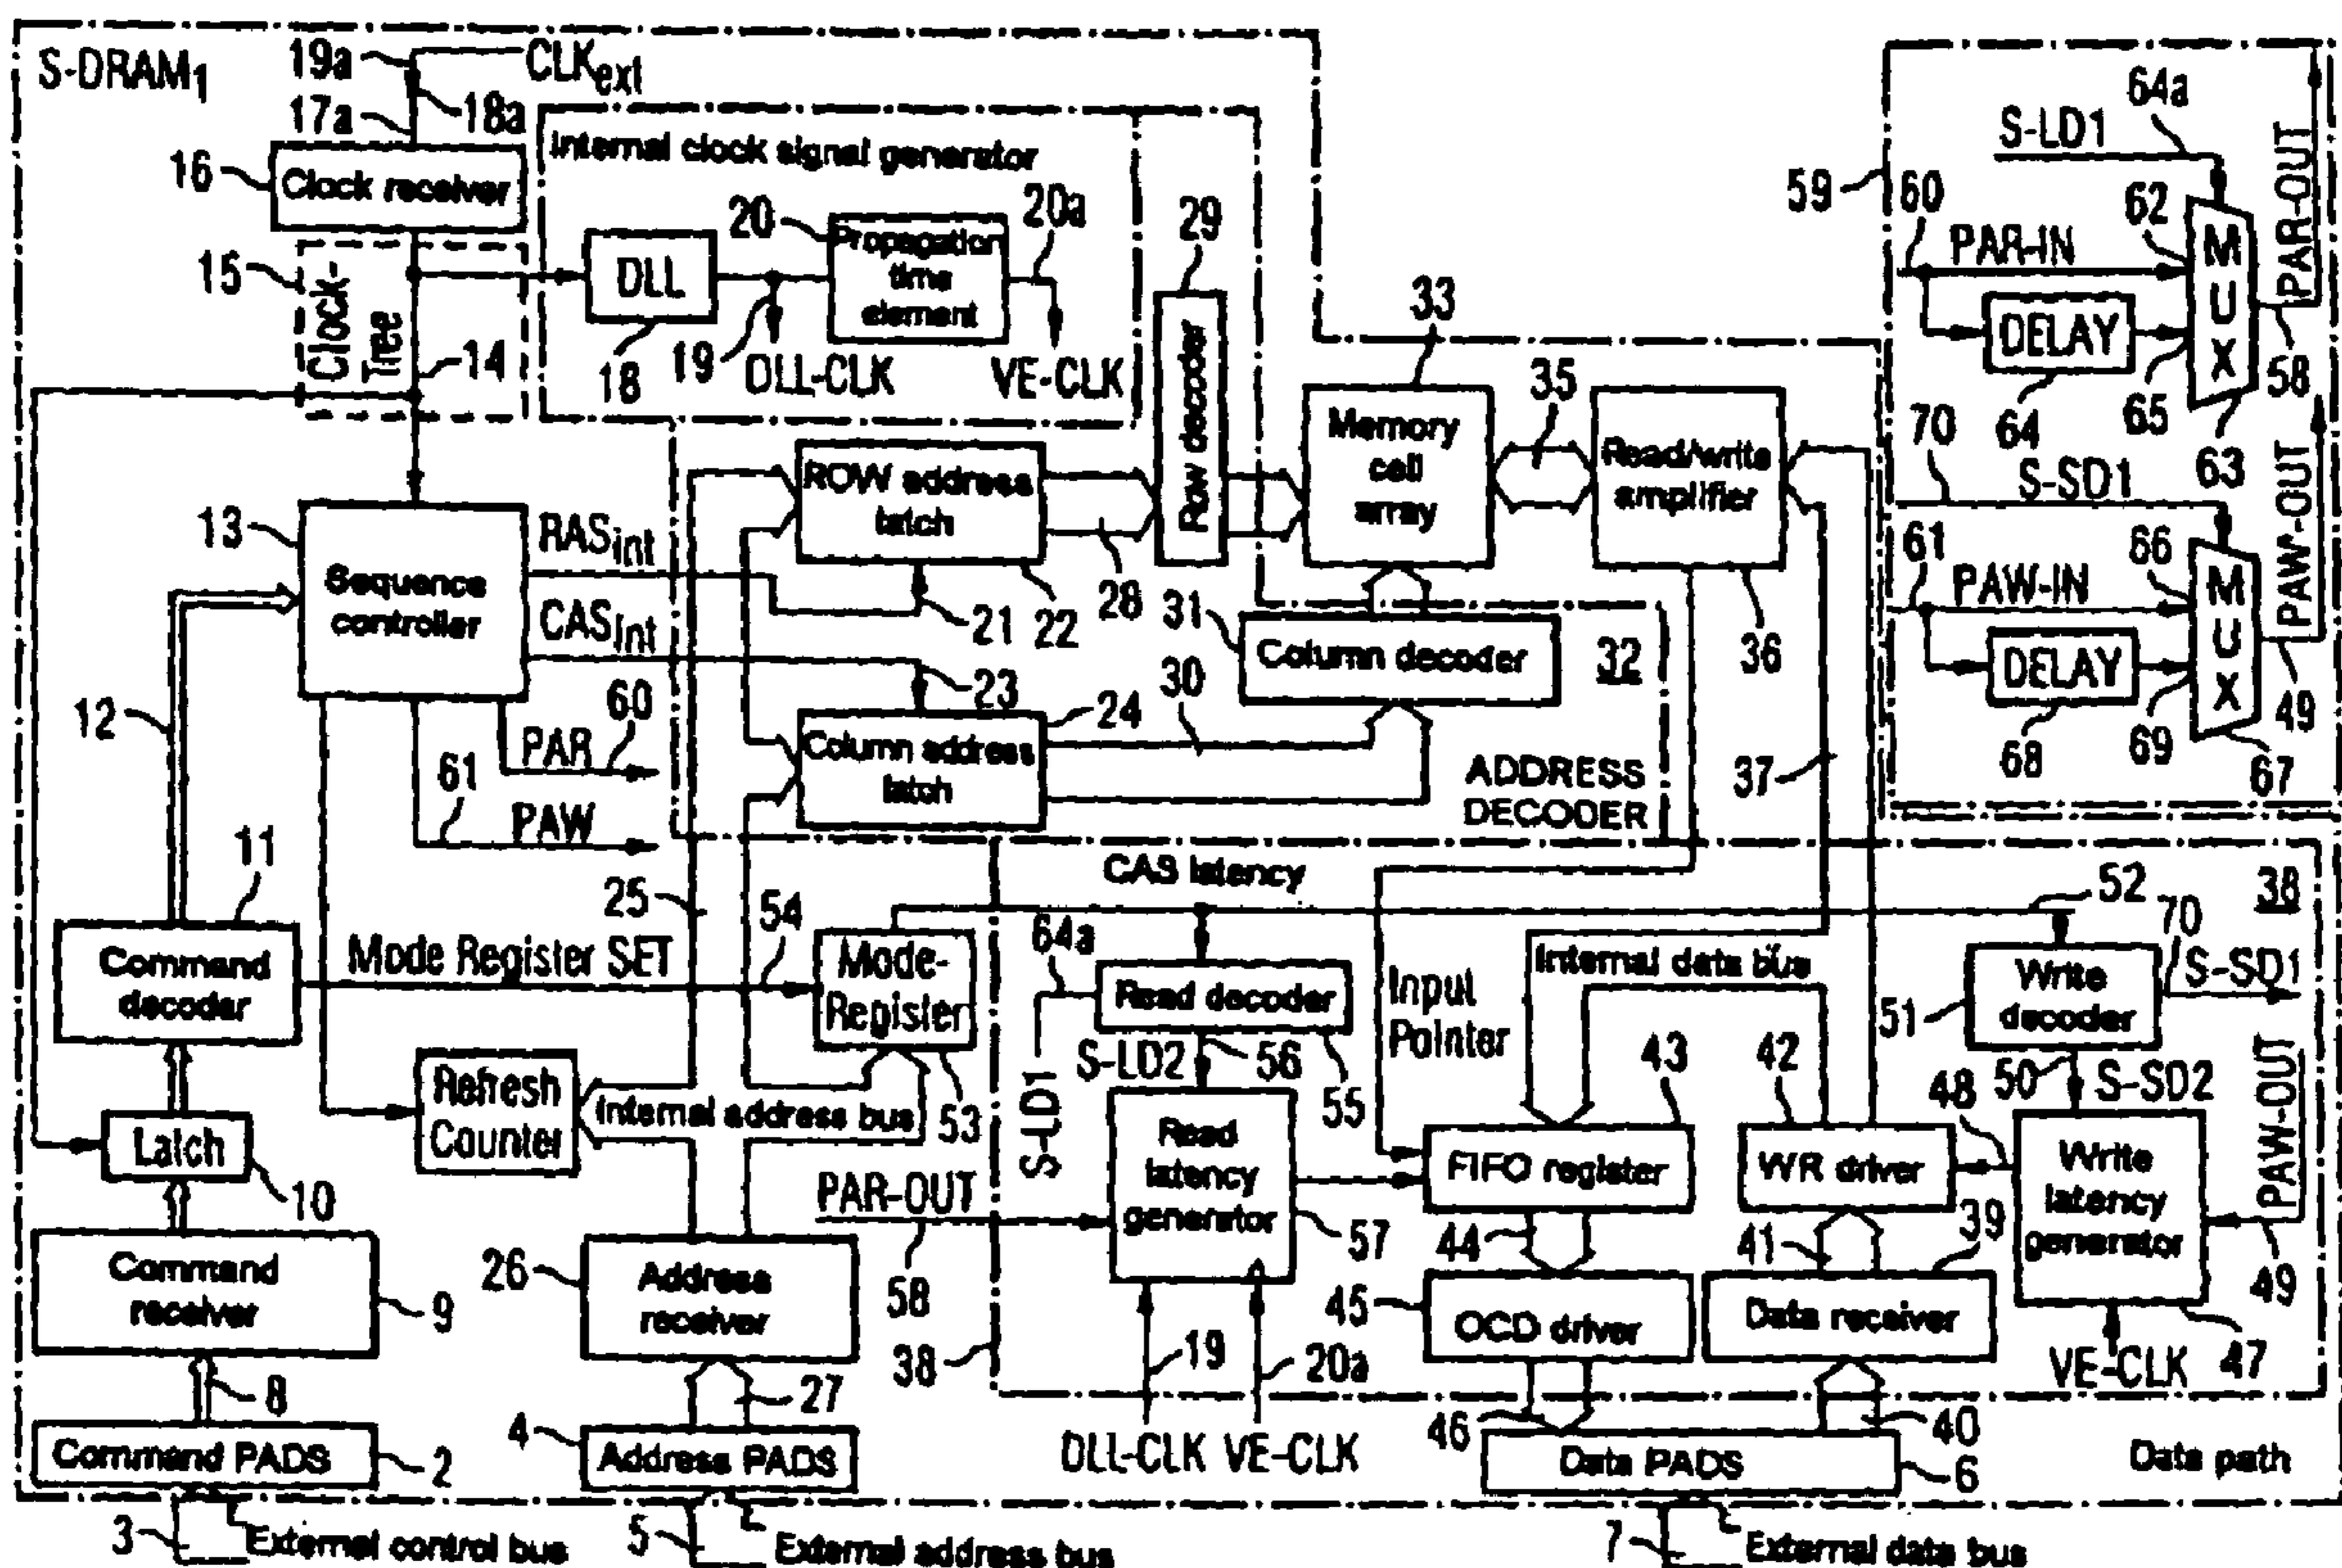 S-DRAM1
19a
CLKext
17a
18a
16
Clock receiver
15
Clock-
Tree
14
Internal clock signal generator
DLL
18
19
DLL-CLK
20
Propagation
time
element
20a
VE-CLK
29
Row decoder
33
Memory
cell
array
35
Read/write
amplifier
36
59
S-LD1
64a
60
PAR-IN
62
MUX
DELAY
64
65
63
58
PAR-OUT
70
S-SD1
61
PAW-IN
66
MUX
DELAY
68
69
67
49
PAW-OUT
13
Sequence
controller
RASint
CASint
ROW address
latch
21
22
28
31
Column decoder
32
23
24
30
Column address
latch
ADDRESS
DECODER
37
12
PAR
60
61
PAW
11
Command
decoder
Mode Register SET
25
54
Mode-
Register
53
CAS latency
52
38
64a
Read decoder
S-LD1
S-LD2
56
55
Input
Pointer
Internal data bus
51
Write
decoder
70
S-SD1
50
S-SD2
PAW-OUT
Latch
10
Refresh
Counter
Internal address bus
PAR-OUT
58
Read
latency
generator
57
43
FIFO register
42
WR driver
48
Write
latency
generator
49
47
VE-CLK
44
41
39
Command
receiver
9
26
Address
receiver
38
19
20a
45
OCD driver
Data receiver
8
27
Command PADS
2
4
Address PADS
DLL-CLK
VE-CLK
46
40
Data PADS
6
Data path
3
External control bus
5
External address bus
7
External data bus